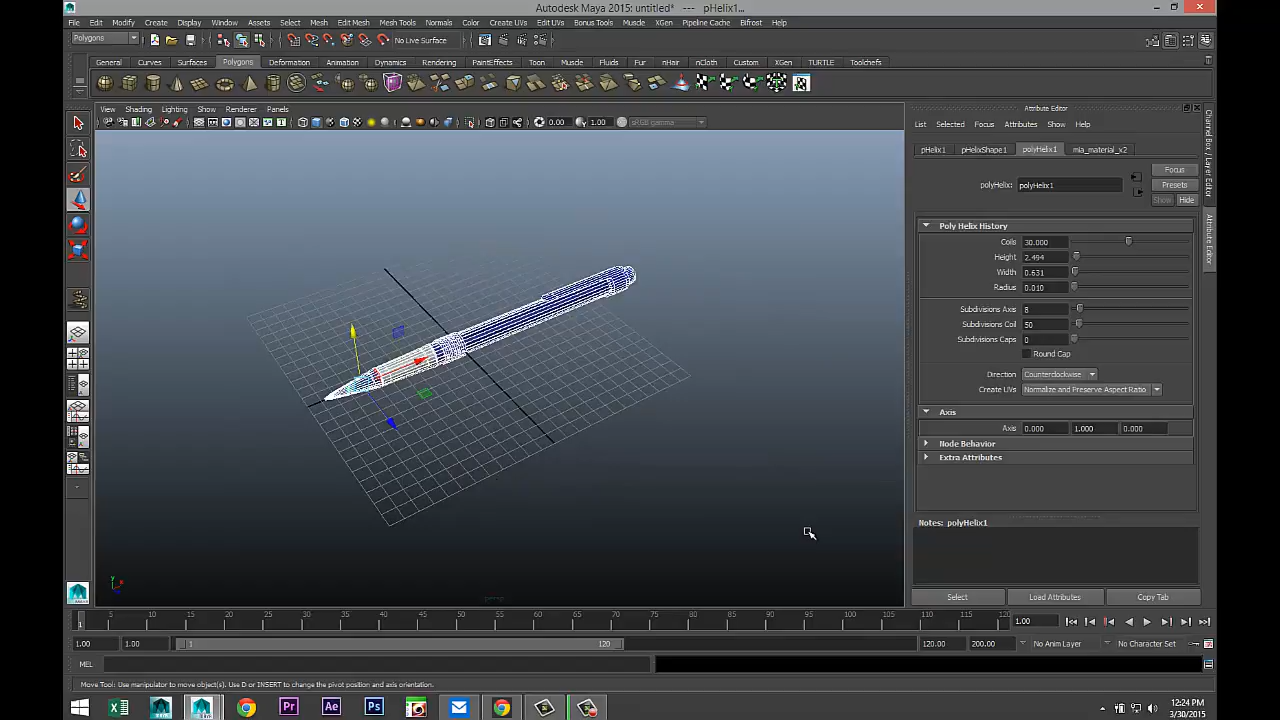 Autodesk Maya 2015: untitled* --- pHelix1...
File Edit Modify Create Display Window Assets Select Mesh Edit Mesh Mesh Tools Normals Color Create UVs Edit UVs Bonus Tools Muscle XGen Pipeline Cache Bifrost Help
Polygons No Live Surface
General Curves Surfaces Polygons Deformation Animation Dynamics Rendering PaintEffects Toon Muscle Fluids Fur nHair nCloth Custom XGen TURTLE Toolchefs
View Shading Lighting Show Renderer Panels
0.00 1.00 sRGB gamma
Attribute Editor
List Selected Focus Attributes Show Help
pHelix1 pHelixShape1 polyHelix1 mia_material_x2
Focus
polyHelix: polyHelix1 Presets
Show Hide
Poly Helix History
Coils 30.000
Height 2.494
Width 0.631
Radius 0.010
Subdivisions Axis 8
Subdivisions Coil 50
Subdivisions Caps 0
Round Cap
Direction Counterclockwise
Create UVs Normalize and Preserve Aspect Ratio
Axis
Axis 0.000 1.000 0.000
Node Behavior
Extra Attributes
Notes: polyHelix1
Select Load Attributes Copy Tab
Channel Box / Layer Editor
Attribute Editor
persp
5 10 15 20 25 30 35 40 45 50 55 60 65 70 75 80 85 90 95 100 105 110 115 120
1 1.00
1.00 1.00 1 120 120.00 200.00 No Anim Layer No Character Set
MEL
Move Tool: Use manipulator to move object(s). Use D or INSERT to change the pivot position and axis orientation.
12:24 PM
3/30/2015